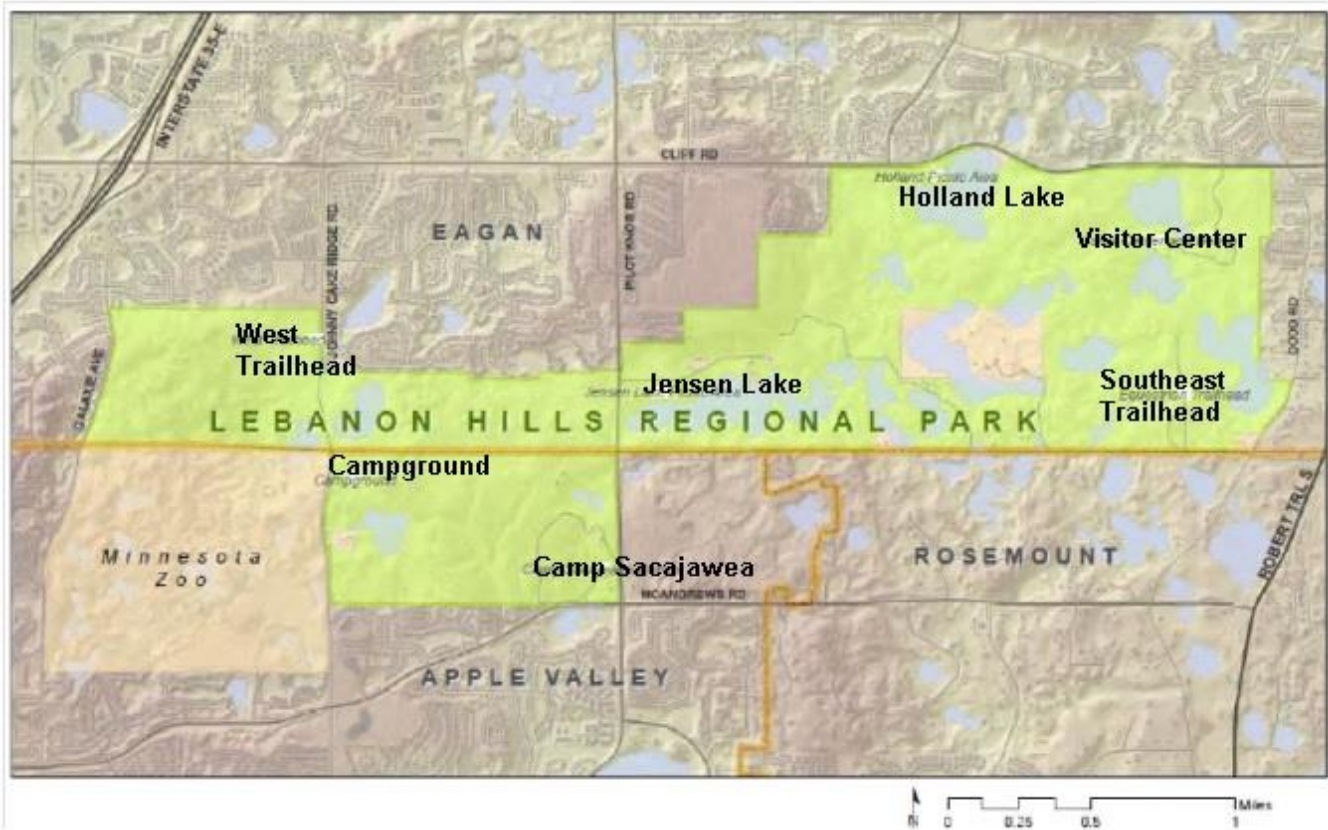 INTERSTATE 35-E
CLIFF RD
Holland Picnic Area
Holland Lake
EAGAN
JOHNNY CAKE RIDGE RD
PILOT KNOB RD
Visitor Center
West
Trailhead
DODD RD
GALAXIE AVE
Jensen Lake
Southeast
Trailhead
Equestrian Trailhead
LEBANON HILLS REGIONAL PARK
Campground
Campground
Minnesota
Zoo
Camp Sacajawea
ROSEMOUNT
ROBERT TRL S
MCANDREWS RD
APPLE VALLEY
N
0 0.25 0.5 1
Miles